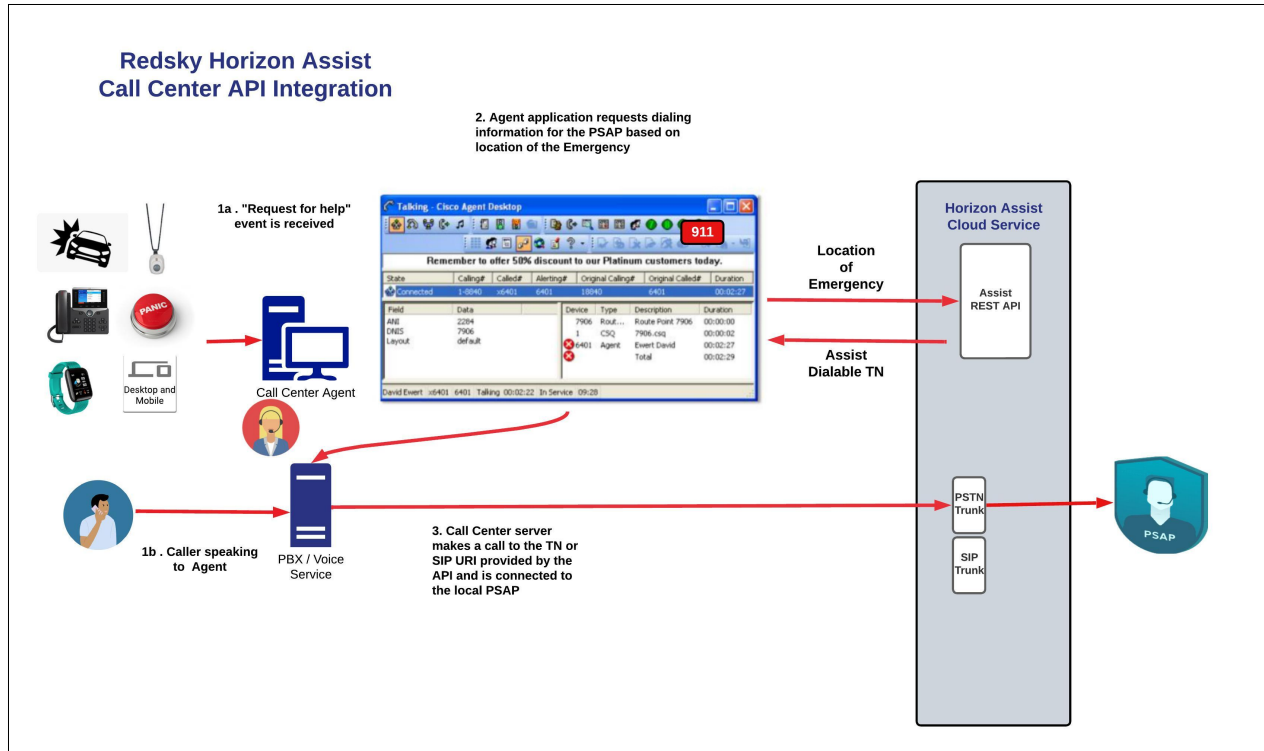 Redsky Horizon Assist
Call Center API Integration
2. Agent application requests dialing
information for the PSAP based on
location of the Emergency
1a . "Request for help"
event is received
PANIC
Desktop and
Mobile
Call Center Agent
Talking - Cisco Agent Desktop
911
Remember to offer 50% discount to our Platinum customers today.
State Calling# Called# Alerting# Original Calling# Original Called# Duration
Connected 1-8840 x6401 6401 18840 6401 00:02:27
Field Data
ANI 2284
DNIS 7906
Layout default
Device Type Description Duration
7906 Rout... Route Point 7906 00:00:00
1 CSQ 7906.csq 00:00:02
6401 Agent Ewert David 00:02:27
Total 00:02:29
David Ewert x6401 6401 Talking 00:02:22 In Service 09:28
Location
of
Emergency
Assist
Dialable TN
Horizon Assist
Cloud Service
Assist
REST API
1b . Caller speaking
to Agent
PBX / Voice
Service
3. Call Center server
makes a call to the TN or
SIP URI provided by the
API and is connected to
the local PSAP
PSTN
Trunk
SIP
Trunk
PSAP